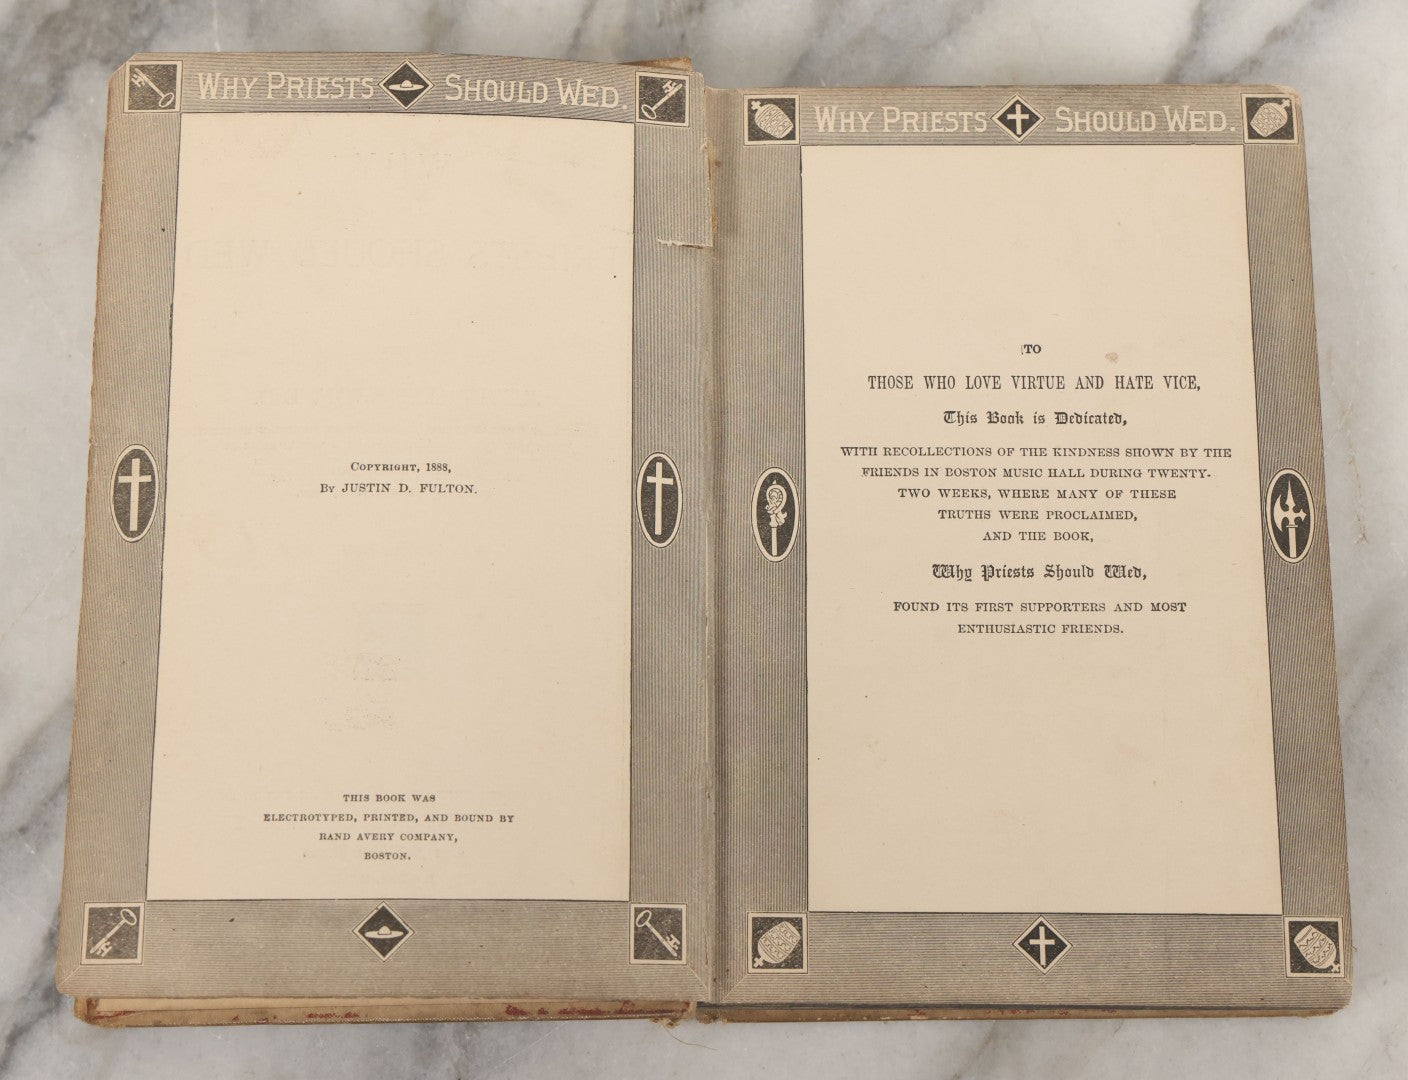 WHY PRIESTS SHOULD WED.
COPYRIGHT, 1888,
BY JUSTIN D. FULTON.
THIS BOOK WAS
ELECTROTYPED, PRINTED, AND BOUND BY
RAND AVERY COMPANY,
BOSTON.
WHY PRIESTS SHOULD WED.
TO
THOSE WHO LOVE VIRTUE AND HATE VICE,
This Book is Dedicated,
WITH RECOLLECTIONS OF THE KINDNESS SHOWN BY THE
FRIENDS IN BOSTON MUSIC HALL DURING TWENTY-
TWO WEEKS, WHERE MANY OF THESE
TRUTHS WERE PROCLAIMED,
AND THE BOOK,
Why Priests Should Wed,
FOUND ITS FIRST SUPPORTERS AND MOST
ENTHUSIASTIC FRIENDS.